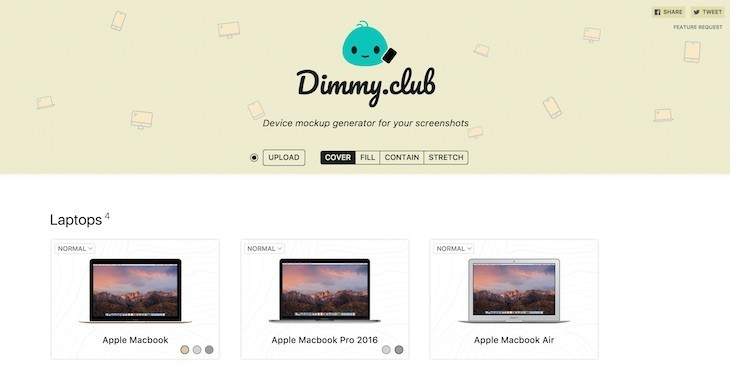 SHARE
TWEET
FEATURE REQUEST
Dimmy.club
Device mockup generator for your screenshots
UPLOAD
COVER
FILL
CONTAIN
STRETCH
Laptops 4
NORMAL
NORMAL
NORMAL
Apple Macbook
Apple Macbook Pro 2016
Apple Macbook Air